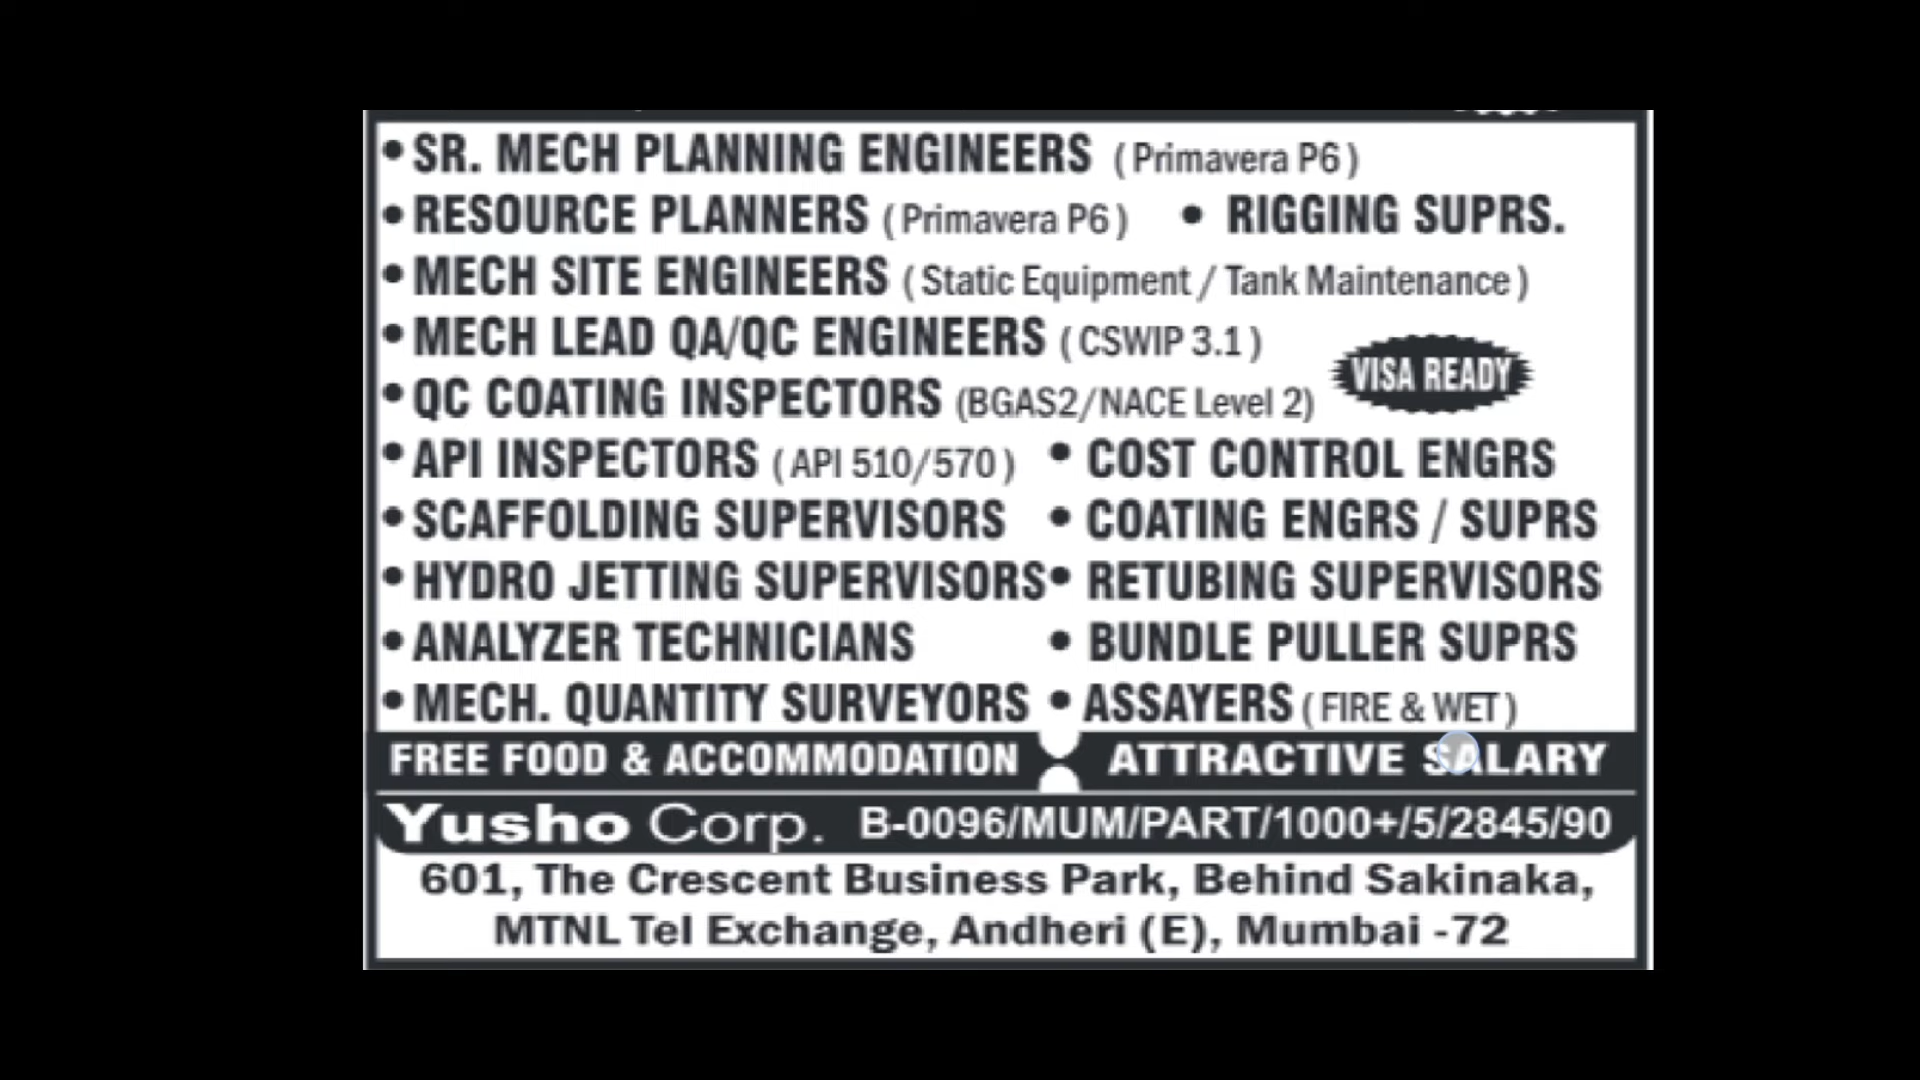 • SR. MECH PLANNING ENGINEERS ( Primavera P6 )
• RESOURCE PLANNERS ( Primavera P6 ) • RIGGING SUPRS.
• MECH SITE ENGINEERS ( Static Equipment / Tank Maintenance )
• MECH LEAD QA/QC ENGINEERS ( CSWIP 3.1 )
VISA READY
• QC COATING INSPECTORS (BGAS2/NACE Level 2)
• API INSPECTORS ( API 510/570 ) • COST CONTROL ENGRS
• SCAFFOLDING SUPERVISORS • COATING ENGRS / SUPRS
• HYDRO JETTING SUPERVISORS • RETUBING SUPERVISORS
• ANALYZER TECHNICIANS • BUNDLE PULLER SUPRS
• MECH. QUANTITY SURVEYORS • ASSAYERS ( FIRE & WET )
FREE FOOD & ACCOMMODATION ATTRACTIVE SALARY
Yusho Corp. B-0096/MUM/PART/1000+/5/2845/90
601, The Crescent Business Park, Behind Sakinaka,
MTNL Tel Exchange, Andheri (E), Mumbai -72